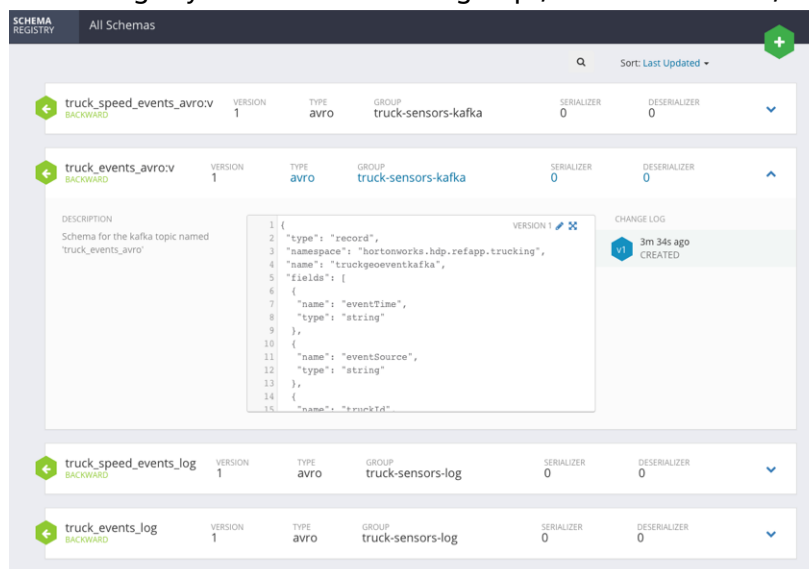 SCHEMA
REGISTRY
All Schemas
+
Sort: Last Updated
truck_speed_events_avro:v
BACKWARD
VERSION
1
TYPE
avro
GROUP
truck-sensors-kafka
SERIALIZER
0
DESERIALIZER
0
truck_events_avro:v
BACKWARD
VERSION
1
TYPE
avro
GROUP
truck-sensors-kafka
SERIALIZER
0
DESERIALIZER
0
DESCRIPTION
Schema for the kafka topic named
'truck_events_avro'
VERSION 1
1 {
2 "type": "record",
3 "namespace": "hortonworks.hdp.refapp.trucking",
4 "name": "truckgeoeventkafka",
5 "fields": [
6 {
7 "name": "eventTime",
8 "type": "string"
9 },
10 {
11 "name": "eventSource",
12 "type": "string"
13 },
14 {
15 "name": "truckId",
CHANGE LOG
v1
3m 34s ago
CREATED
truck_speed_events_log
BACKWARD
VERSION
1
TYPE
avro
GROUP
truck-sensors-log
SERIALIZER
0
DESERIALIZER
0
truck_events_log
BACKWARD
VERSION
1
TYPE
avro
GROUP
truck-sensors-log
SERIALIZER
0
DESERIALIZER
0